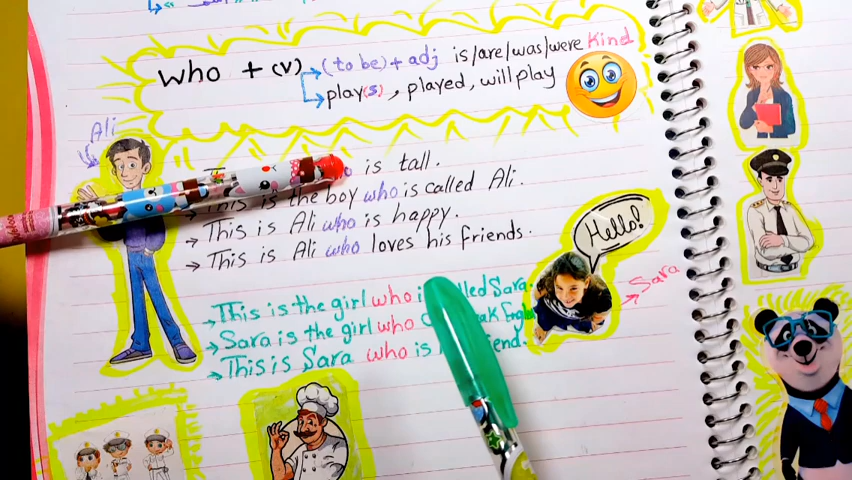 who + (v)
(to be) + adj is/are/was/were Kind
play(s), played, will play
Ali
is tall.
This is the boy who is called Ali.
→ This is Ali who is happy.
→ This is Ali who loves his friends.
Hello!
Sara
→ This is the girl who Sara.
→ Sara is the girl who
→ This is Sara who is